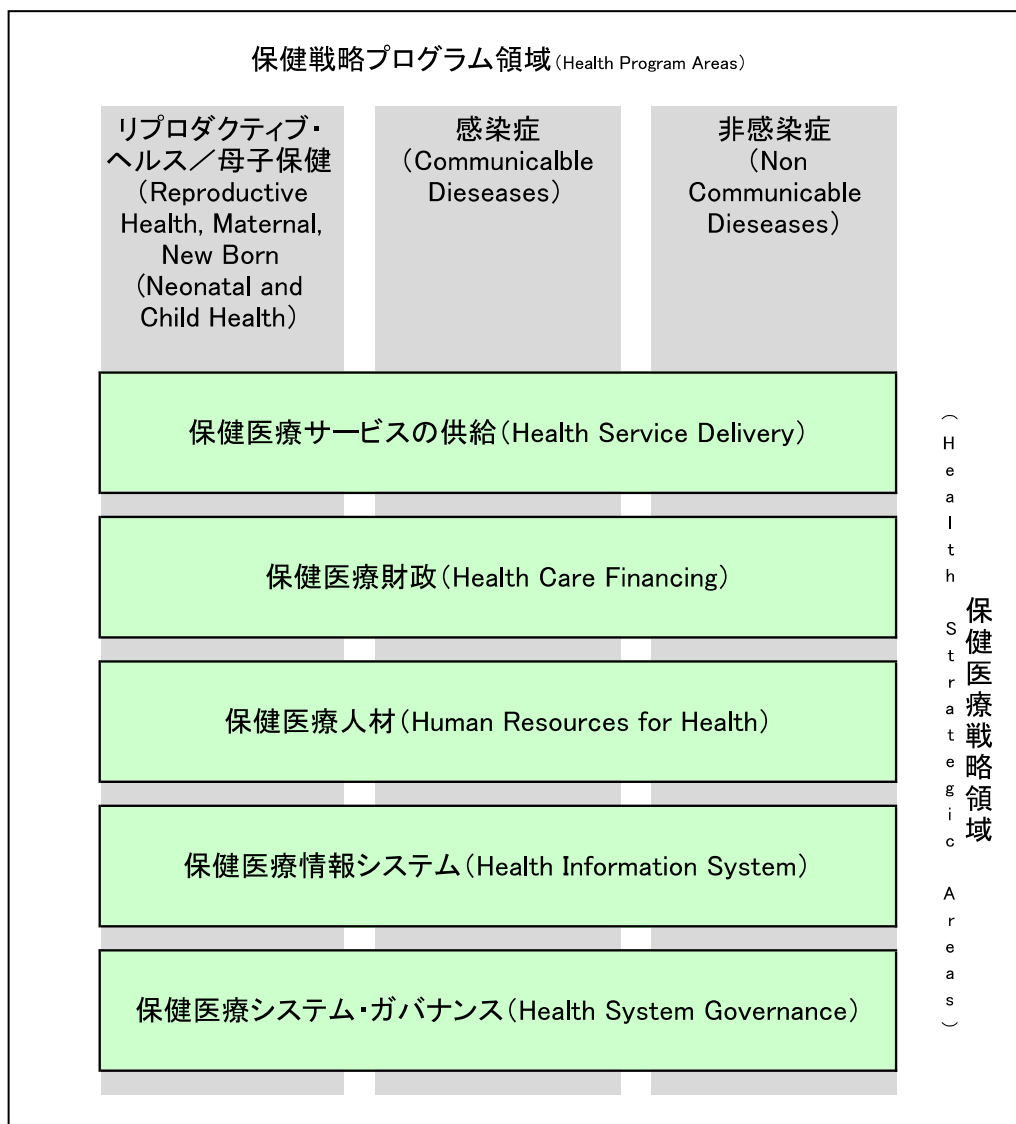 保健戦略プログラム領域(Health Program Areas)
リプロダクティブ・
ヘルス／母子保健
(Reproductive
Health, Maternal,
New Born
(Neonatal and
Child Health)
感染症
(Communicalble
Dieseases)
非感染症
(Non
Communicable
Dieseases)
保健医療サービスの供給(Health Service Delivery)
保健医療財政(Health Care Financing)
保健医療人材(Human Resources for Health)
保健医療情報システム(Health Information System)
保健医療システム・ガバナンス(Health System Governance)
保健医療戦略領域
(Health Strategic Areas)